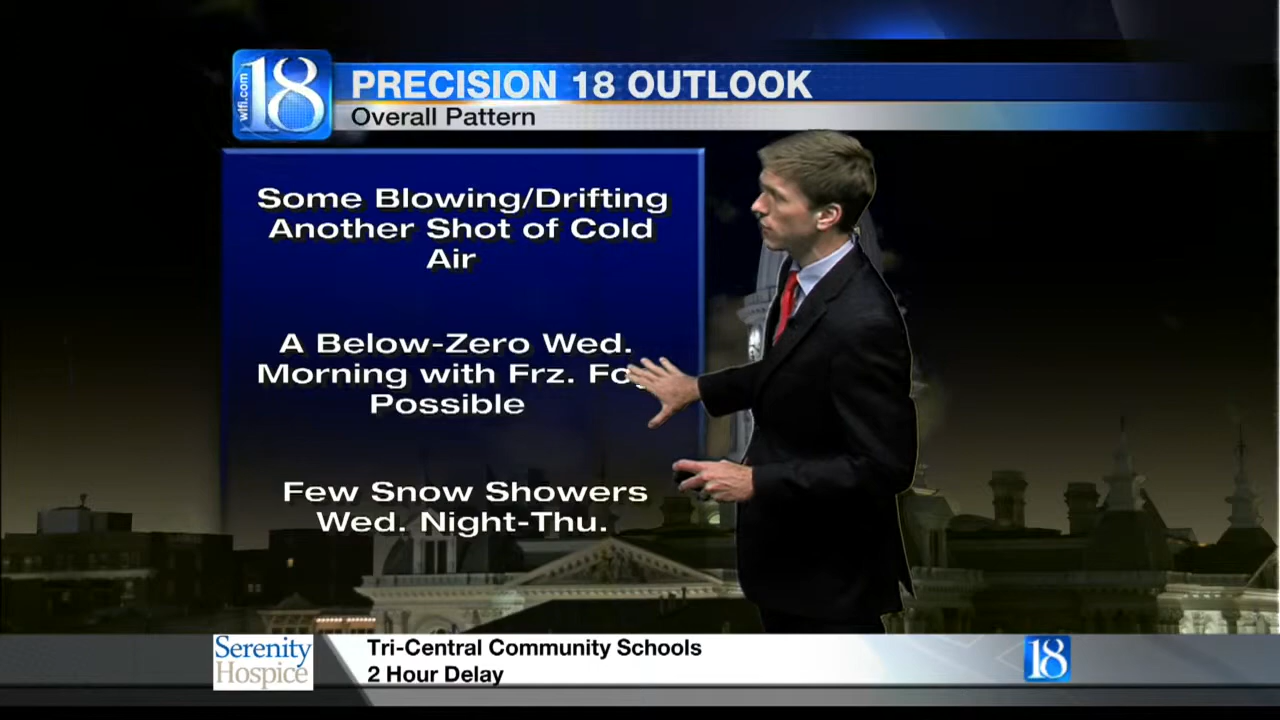 wlfi.com
18
PRECISION 18 OUTLOOK
Overall Pattern
Some Blowing/Drifting
Another Shot of Cold
Air
A Below-Zero Wed.
Morning with Frz. Fog
Possible
Few Snow Showers
Wed. Night-Thu.
Serenity
Hospice
Tri-Central Community Schools
2 Hour Delay
18